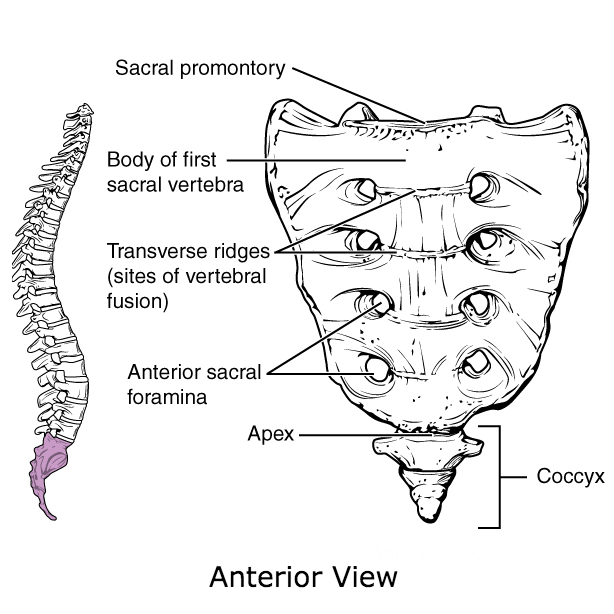 Sacral promontory
Body of first
sacral vertebra
Transverse ridges
(sites of vertebral
fusion)
Anterior sacral
foramina
Apex
Coccyx
Anterior View